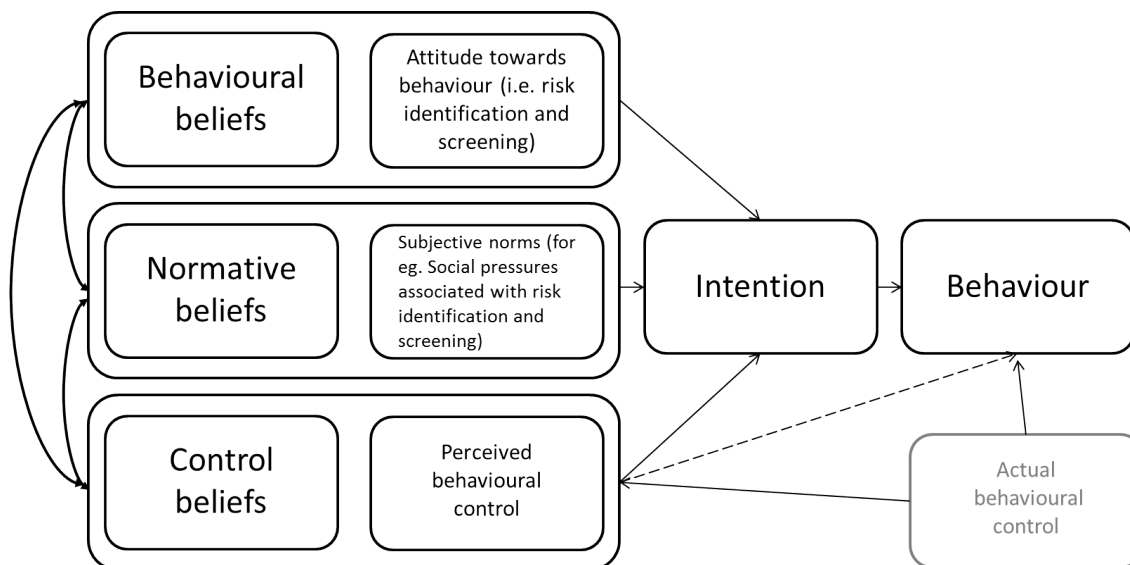 Behavioural
beliefs
Attitude towards
behaviour (i.e. risk
identification and
screening)
Normative
beliefs
Subjective norms (for
eg. Social pressures
associated with risk
identification and
screening)
Intention
Behaviour
Control
beliefs
Perceived
behavioural
control
Actual
behavioural
control